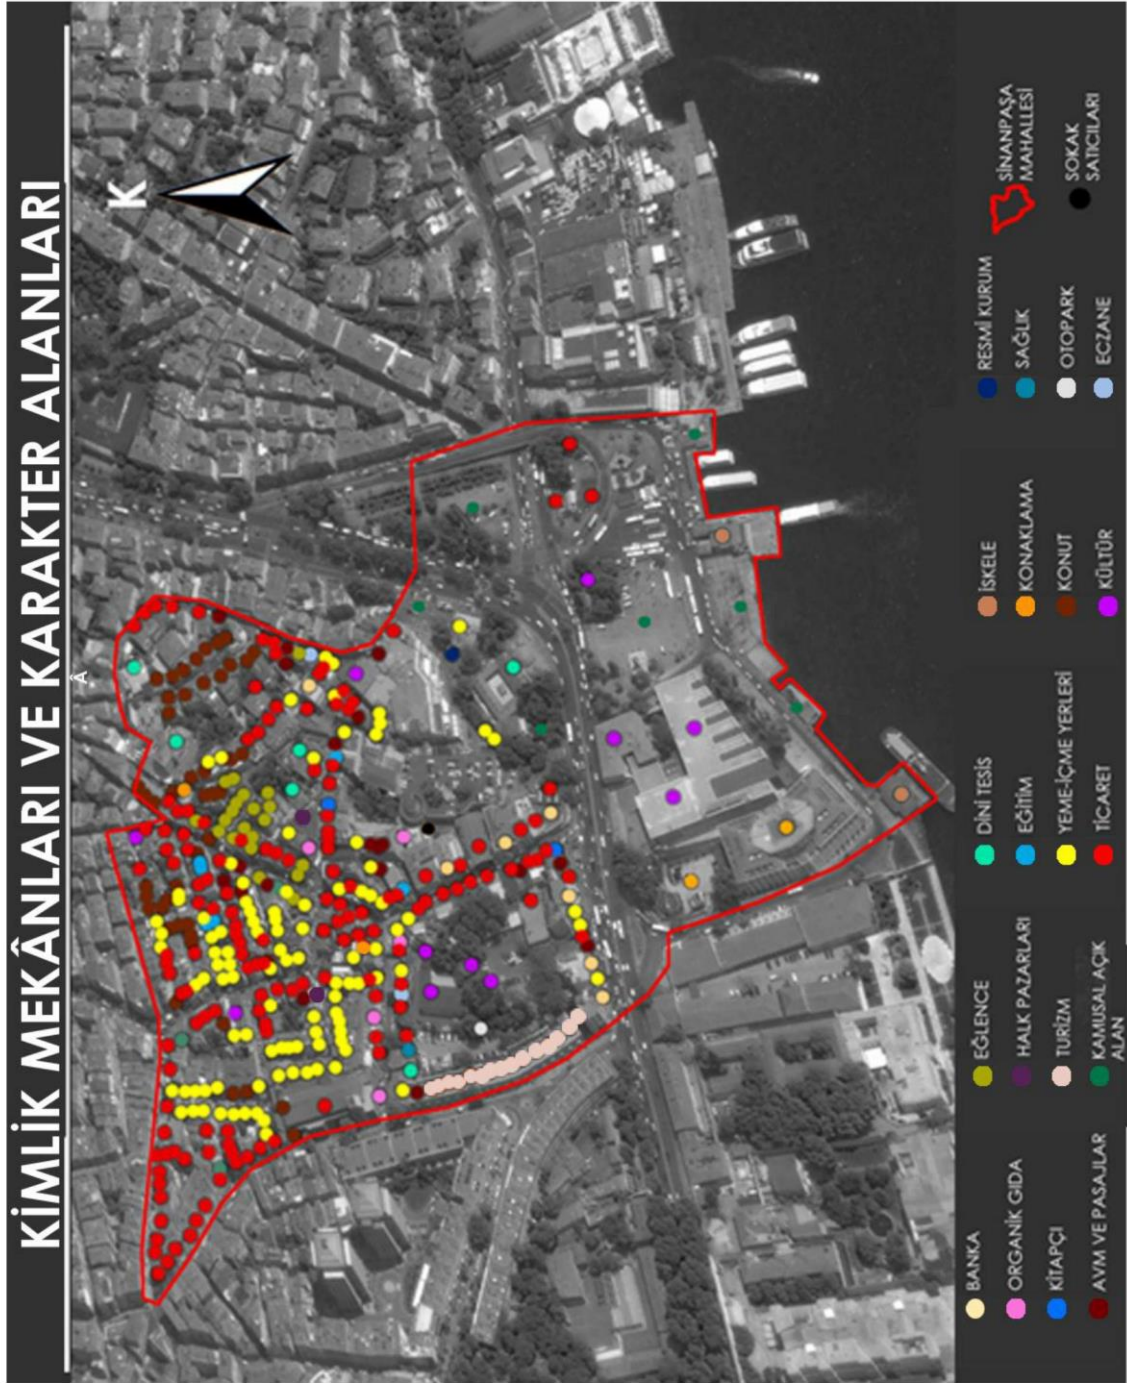 KİMLİK MEKÂNLARI VE KARAKTER ALANLARI
Â
K
BANKA
ORGANİK GIDA
KİTAPÇI
AVM VE PASAJLAR
EĞLENCE
HALK PAZARLARI
TURİZM
KAMUSAL AÇIK
ALAN
DİNİ TESİS
EĞİTİM
YEME-İÇME YERLERİ
TİCARET
İSKELE
KONAKLAMA
KONUT
KÜLTÜR
RESMİ KURUM
SAĞLIK
OTOPARK
ECZANE
SİNANPAŞA
MAHALLESİ
SOKAK
SATICILARI